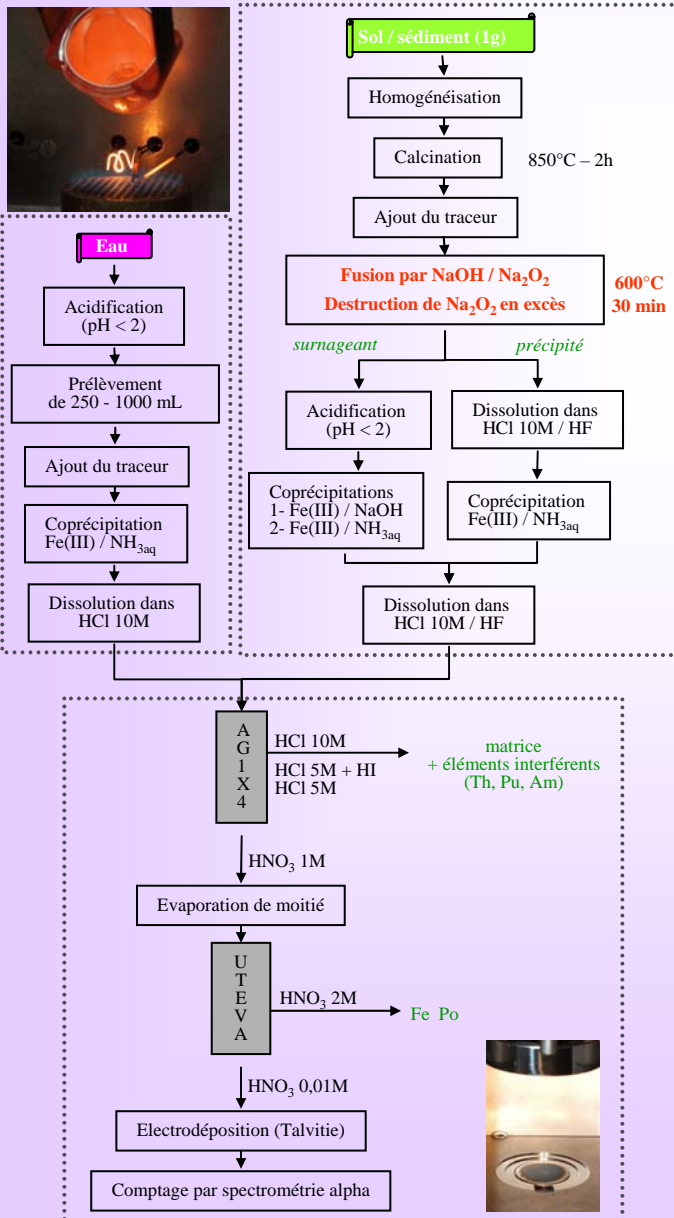 Sol / sédiment (1g)
Homogénéisation
Calcination
850°C – 2h
Ajout du traceur
Fusion par NaOH / Na₂O₂
Destruction de Na₂O₂ en excès
600°C
30 min
surnageant
précipité
Acidification
(pH < 2)
Dissolution dans
HCl 10M / HF
Coprécipitations
1- Fe(III) / NaOH
2- Fe(III) / NH₃aq
Coprécipitation
Fe(III) / NH₃aq
Dissolution dans
HCl 10M / HF
Eau
Acidification
(pH < 2)
Prélèvement
de 250 - 1000 mL
Ajout du traceur
Coprécipitation
Fe(III) / NH₃aq
Dissolution dans
HCl 10M
A
G
1
X
4
HCl 10M
HCl 5M + HI
HCl 5M
matrice
+ éléments interférents
(Th, Pu, Am)
HNO₃ 1M
Evaporation de moitié
U
T
E
V
A
HNO₃ 2M
Fe Po
HNO₃ 0,01M
Electrodéposition (Talvitie)
Comptage par spectrométrie alpha